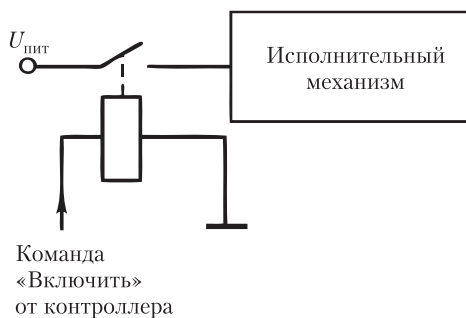 Uпит
Исполнительный
механизм
Команда
«Включить»
от контроллера